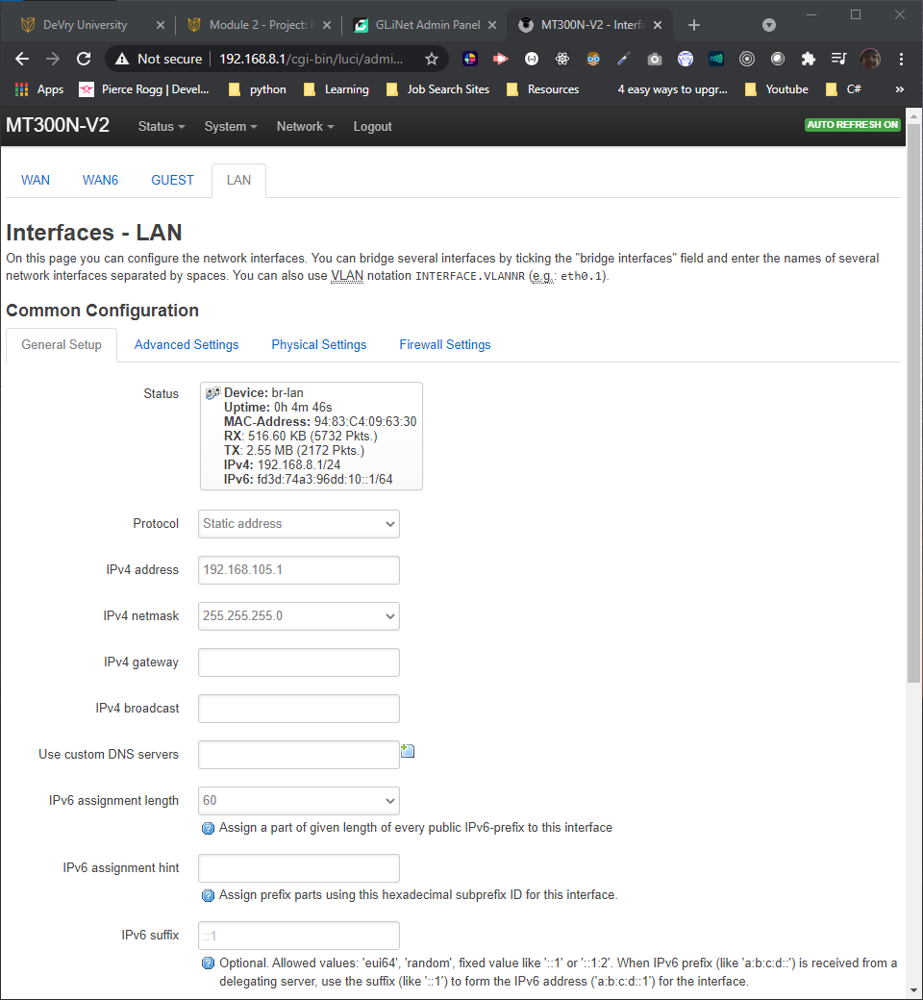 DeVry University
Module 2 - Project:
GL.iNet Admin Panel
MT300N-V2 - Interfa
Not secure
192.168.8.1/cgi-bin/luci/admi...
Apps
Pierce Rogg | Devel...
python
Learning
Job Search Sites
Resources
4 easy ways to upgr...
Youtube
C#
»
MT300N-V2
Status
System
Network
Logout
AUTO REFRESH ON
WAN
WAN6
GUEST
LAN
Interfaces - LAN
On this page you can configure the network interfaces. You can bridge several interfaces by ticking the "bridge interfaces" field and enter the names of several
network interfaces separated by spaces. You can also use VLAN notation INTERFACE.VLANNR (e.g.: eth0.1).
Common Configuration
General Setup
Advanced Settings
Physical Settings
Firewall Settings
Status
Device: br-lan
Uptime: 0h 4m 46s
MAC-Address: 94:83:C4:09:63:30
RX: 516.60 KB (5732 Pkts.)
TX: 2.55 MB (2172 Pkts.)
IPv4: 192.168.8.1/24
IPv6: fd3d:74a3:96dd:10::1/64
Protocol
Static address
IPv4 address
192.168.105.1
IPv4 netmask
255.255.255.0
IPv4 gateway
IPv4 broadcast
Use custom DNS servers
IPv6 assignment length
60
Assign a part of given length of every public IPv6-prefix to this interface
IPv6 assignment hint
Assign prefix parts using this hexadecimal subprefix ID for this interface.
IPv6 suffix
::1
Optional. Allowed values: 'eui64', 'random', fixed value like '::1' or '::1:2'. When IPv6 prefix (like 'a:b:c:d::') is received from a
delegating server, use the suffix (like '::1') to form the IPv6 address ('a:b:c:d::1') for the interface.